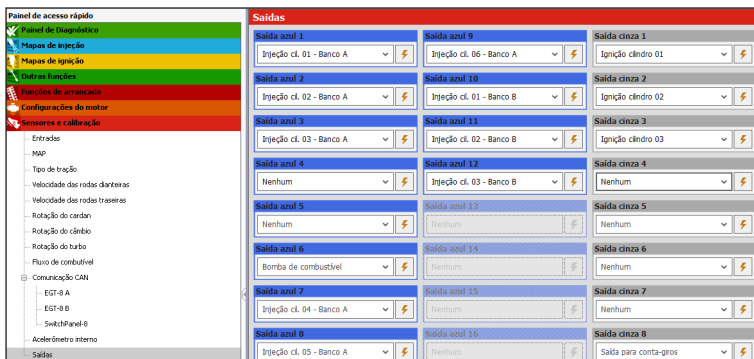 Painel de acesso rápido
Painel de Diagnóstico
Mapas de injeção
Mapas de ignição
Outras funções
Funções de arrancada
Configurações do motor
Sensores e calibração
Entradas
MAP
Tipo de tração
Velocidade das rodas dianteiras
Velocidade das rodas traseiras
Rotação do cardan
Rotação do câmbio
Rotação do turbo
Fluxo de combutível
Comunicação CAN
EGT-8 A
EGT-8 B
SwitchPanel-8
Acelerômetro interno
Saídas
Saídas
Saída azul 1
Injeção cil. 01 - Banco A
Saída azul 2
Injeção cil. 02 - Banco A
Saída azul 3
Injeção cil. 03 - Banco A
Saída azul 4
Nenhum
Saída azul 5
Nenhum
Saída azul 6
Bomba de combustível
Saída azul 7
Injeção cil. 04 - Banco A
Saída azul 8
Injeção cil. 05 - Banco A
Saída azul 9
Injeção cil. 06 - Banco A
Saída azul 10
Injeção cil. 01 - Banco B
Saída azul 11
Injeção cil. 02 - Banco B
Saída azul 12
Injeção cil. 03 - Banco B
Saída azul 13
Nenhum
Saída azul 14
Nenhum
Saída azul 15
Nenhum
Saída azul 16
Nenhum
Saída cinza 1
Ignição cilindro 01
Saída cinza 2
Ignição cilindro 02
Saída cinza 3
Ignição cilindro 03
Saída cinza 4
Nenhum
Saída cinza 5
Nenhum
Saída cinza 6
Nenhum
Saída cinza 7
Nenhum
Saída cinza 8
Saída para conta-giros